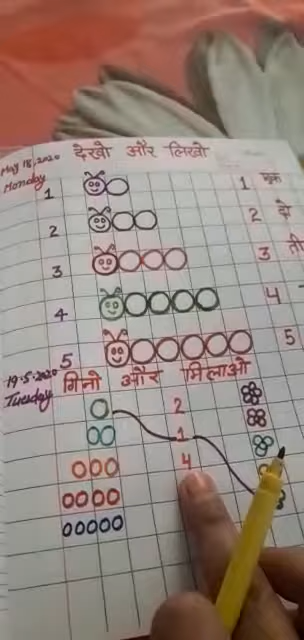 May 18, 2020
Monday
देखो और लिखो
1 1 एक
2 2 दो
3 3
4 4
5 5
19-5-2020
Tuesday
गिनो और मिलाओ
2
1
4